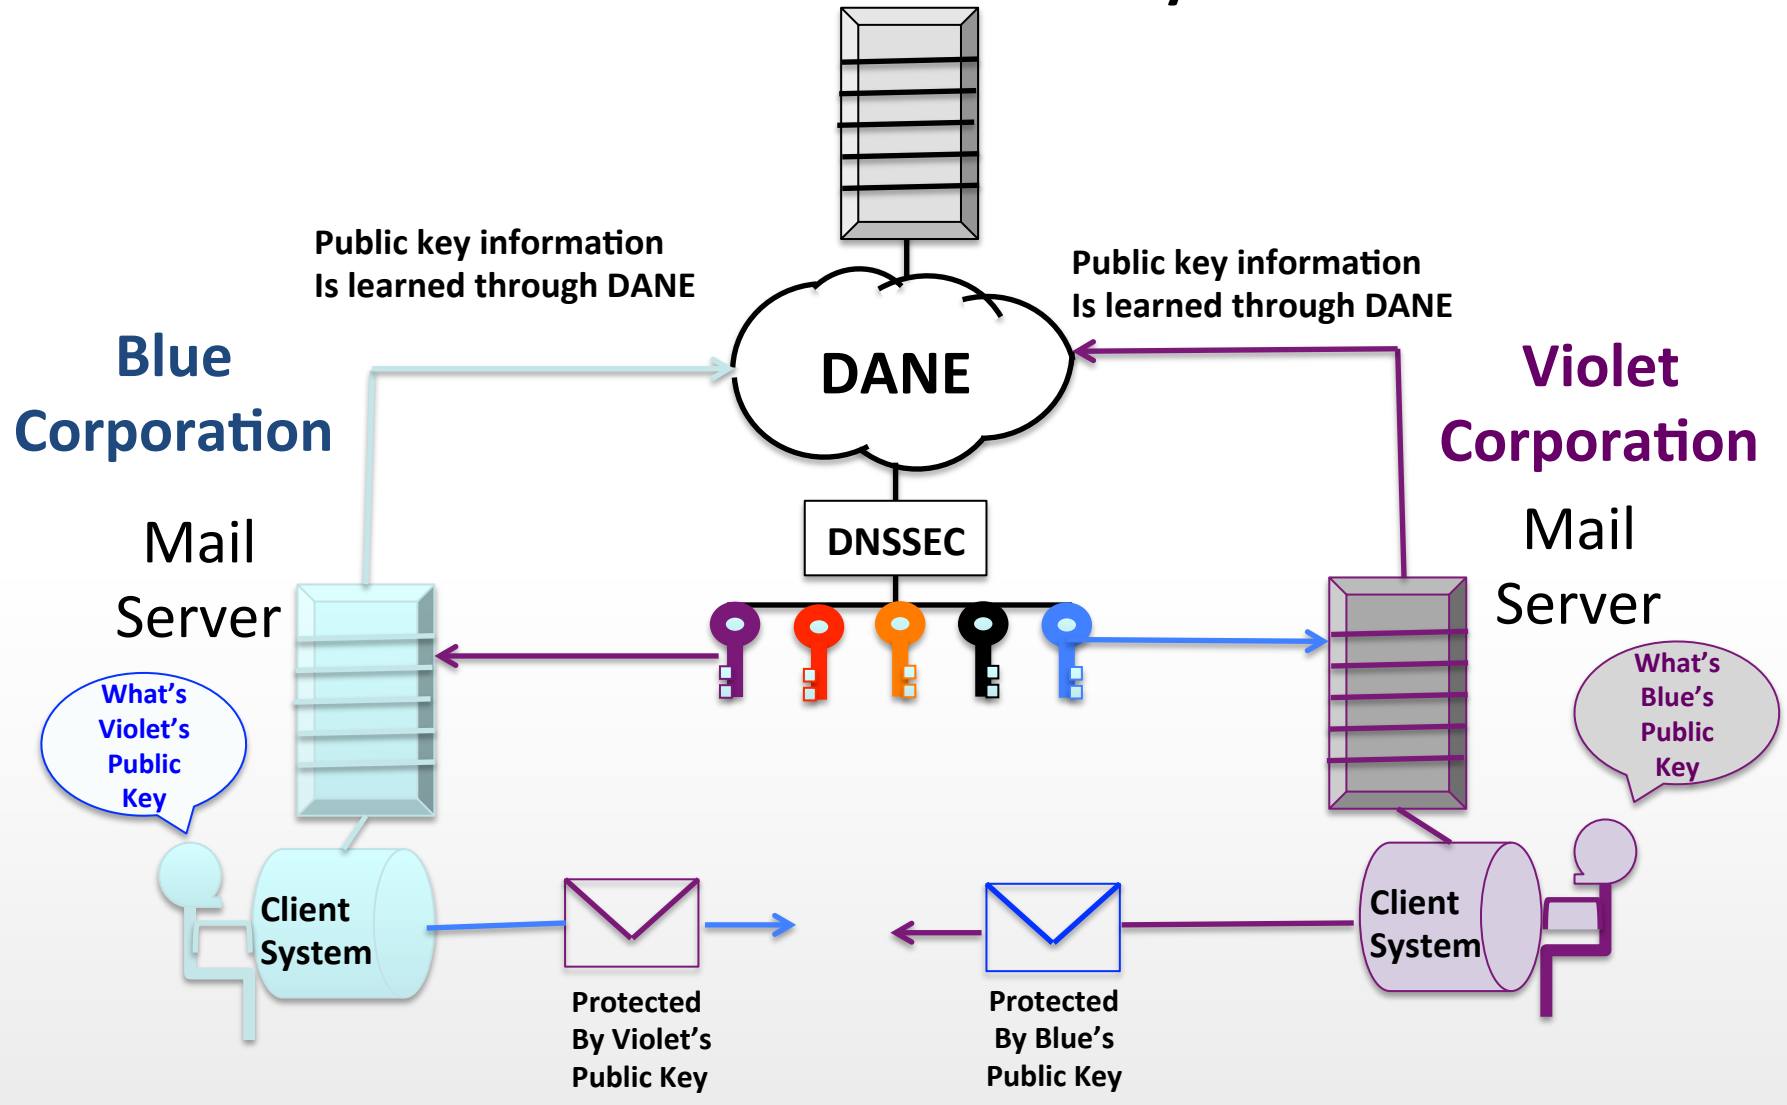 Public key information
Is learned through DANE
Public key information
Is learned through DANE
Blue
Corporation
DANE
Violet
Corporation
Mail
Server
DNSSEC
Mail
Server
What's
Violet's
Public
Key
What's
Blue's
Public
Key
Client
System
Client
System
Protected
By Violet's
Public Key
Protected
By Blue's
Public Key